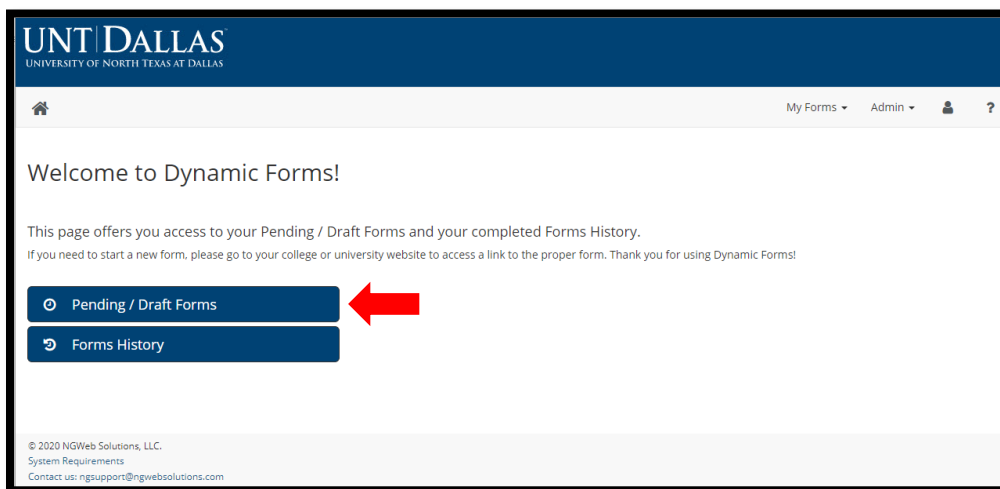 UNT DALLAS
UNIVERSITY OF NORTH TEXAS AT DALLAS
My Forms Admin ?
Welcome to Dynamic Forms!
This page offers you access to your Pending / Draft Forms and your completed Forms History.
If you need to start a new form, please go to your college or university website to access a link to the proper form. Thank you for using Dynamic Forms!
Pending / Draft Forms
Forms History
© 2020 NGWeb Solutions, LLC.
System Requirements
Contact us: ngsupport@ngwebsolutions.com